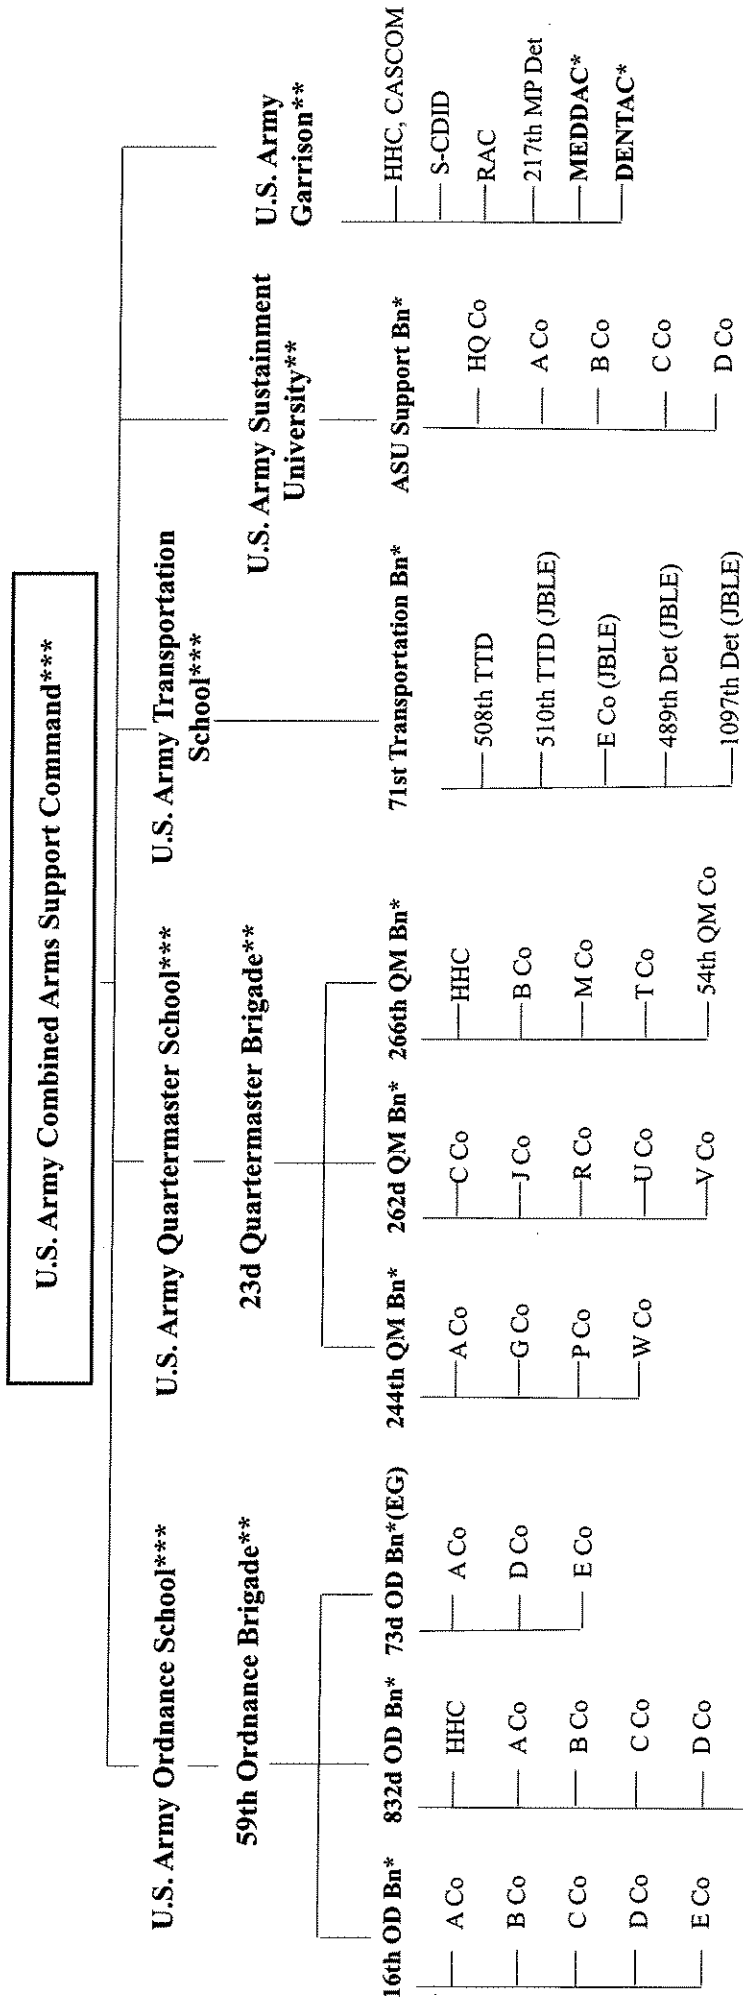 U.S. Army Combined Arms Support Command***
U.S. Army Ordnance School***
59th Ordnance Brigade**
16th OD Bn*
A Co
B Co
C Co
D Co
E Co
832d OD Bn*
HHC
A Co
B Co
C Co
D Co
73d OD Bn*(EG)
A Co
D Co
E Co
U.S. Army Quartermaster School***
23d Quartermaster Brigade**
244th QM Bn*
A Co
G Co
P Co
W Co
262d QM Bn*
C Co
J Co
R Co
U Co
V Co
266th QM Bn*
HHC
B Co
M Co
T Co
54th QM Co
U.S. Army Transportation
School***
71st Transportation Bn*
508th TTD
510th TTD (JBLE)
E Co (JBLE)
489th Det (JBLE)
1097th Det (JBLE)
U.S. Army Sustainment
University**
ASU Support Bn*
HQ Co
A Co
B Co
C Co
D Co
U.S. Army
Garrison**
HHC, CASCOM
S-CDID
RAC
217th MP Det
MEDDAC*
DENTAC*